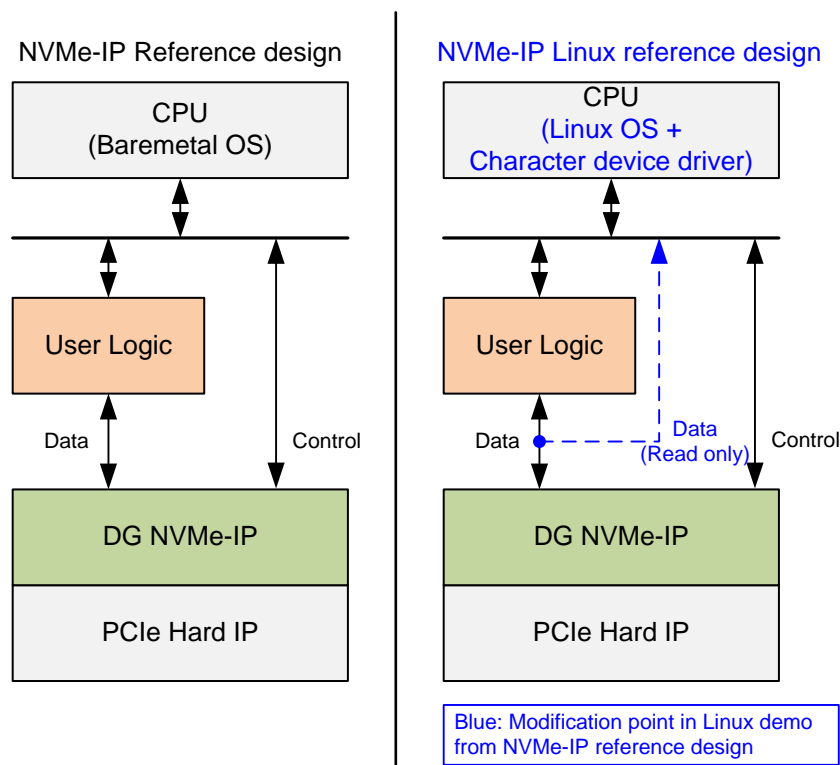 NVMe-IP Reference design
CPU
(Baremetal OS)
User Logic
Data
Control
DG NVMe-IP
PCIe Hard IP
NVMe-IP Linux reference design
CPU
(Linux OS +
Character device driver)
User Logic
Data
Data
(Read only)
Control
DG NVMe-IP
PCIe Hard IP
Blue: Modification point in Linux demo
from NVMe-IP reference design